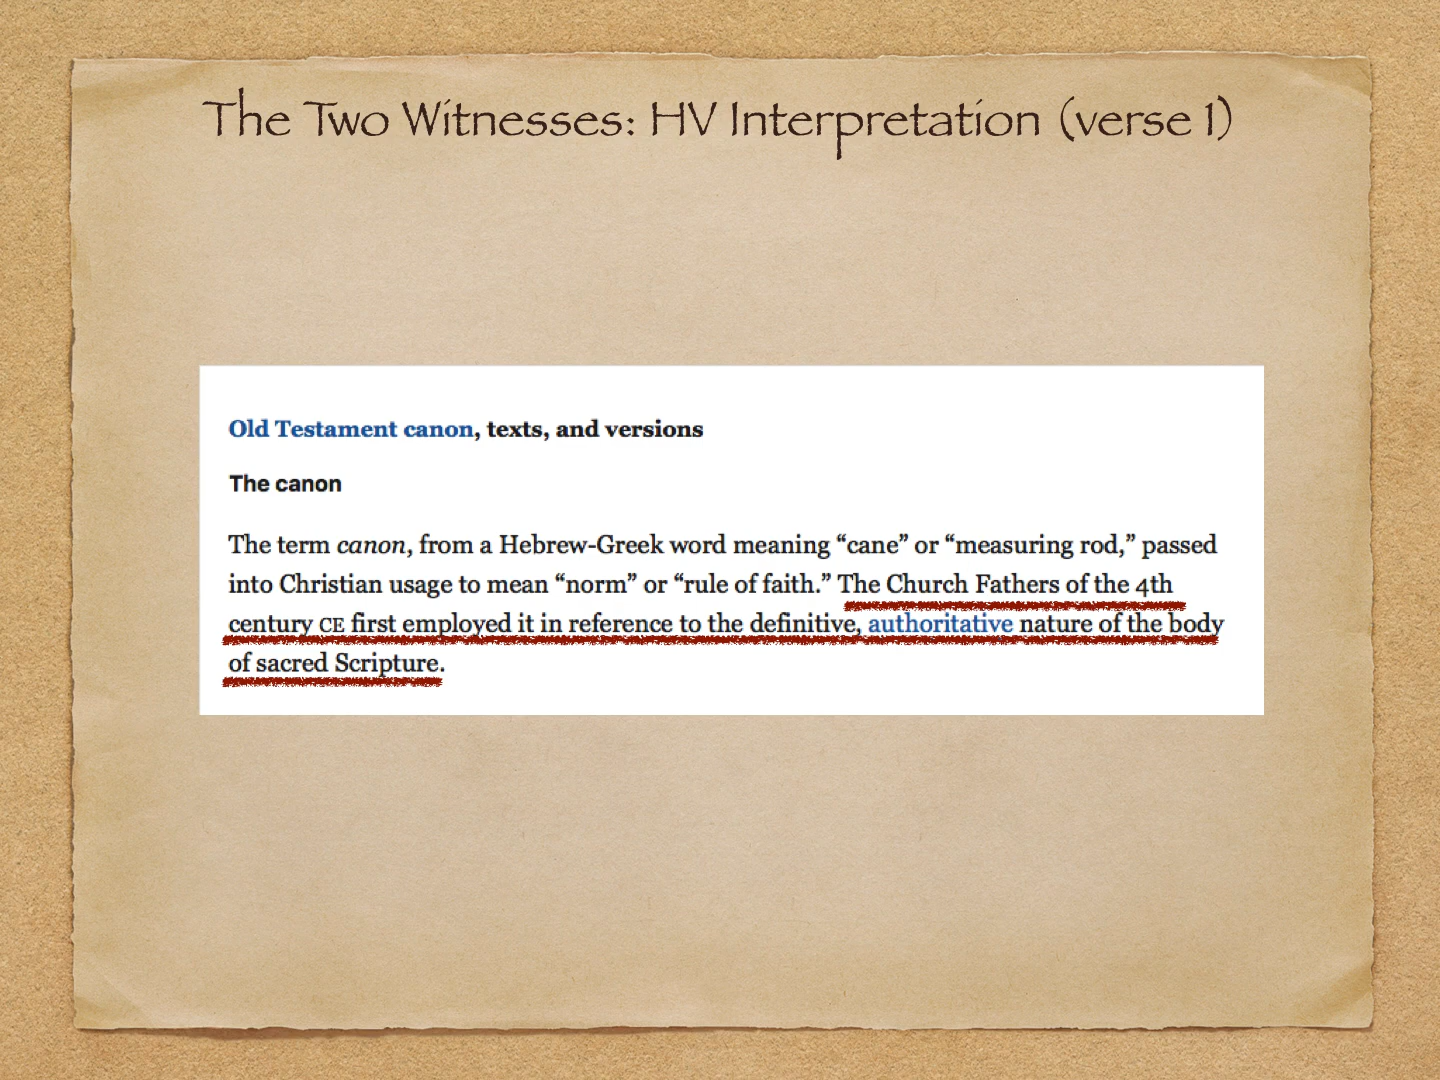 The Two Witnesses: HV Interpretation (verse 1)
Old Testament canon, texts, and versions
The canon
The term canon, from a Hebrew-Greek word meaning “cane” or “measuring rod,” passed
into Christian usage to mean “norm” or “rule of faith.” The Church Fathers of the 4th
century CE first employed it in reference to the definitive, authoritative nature of the body
of sacred Scripture.